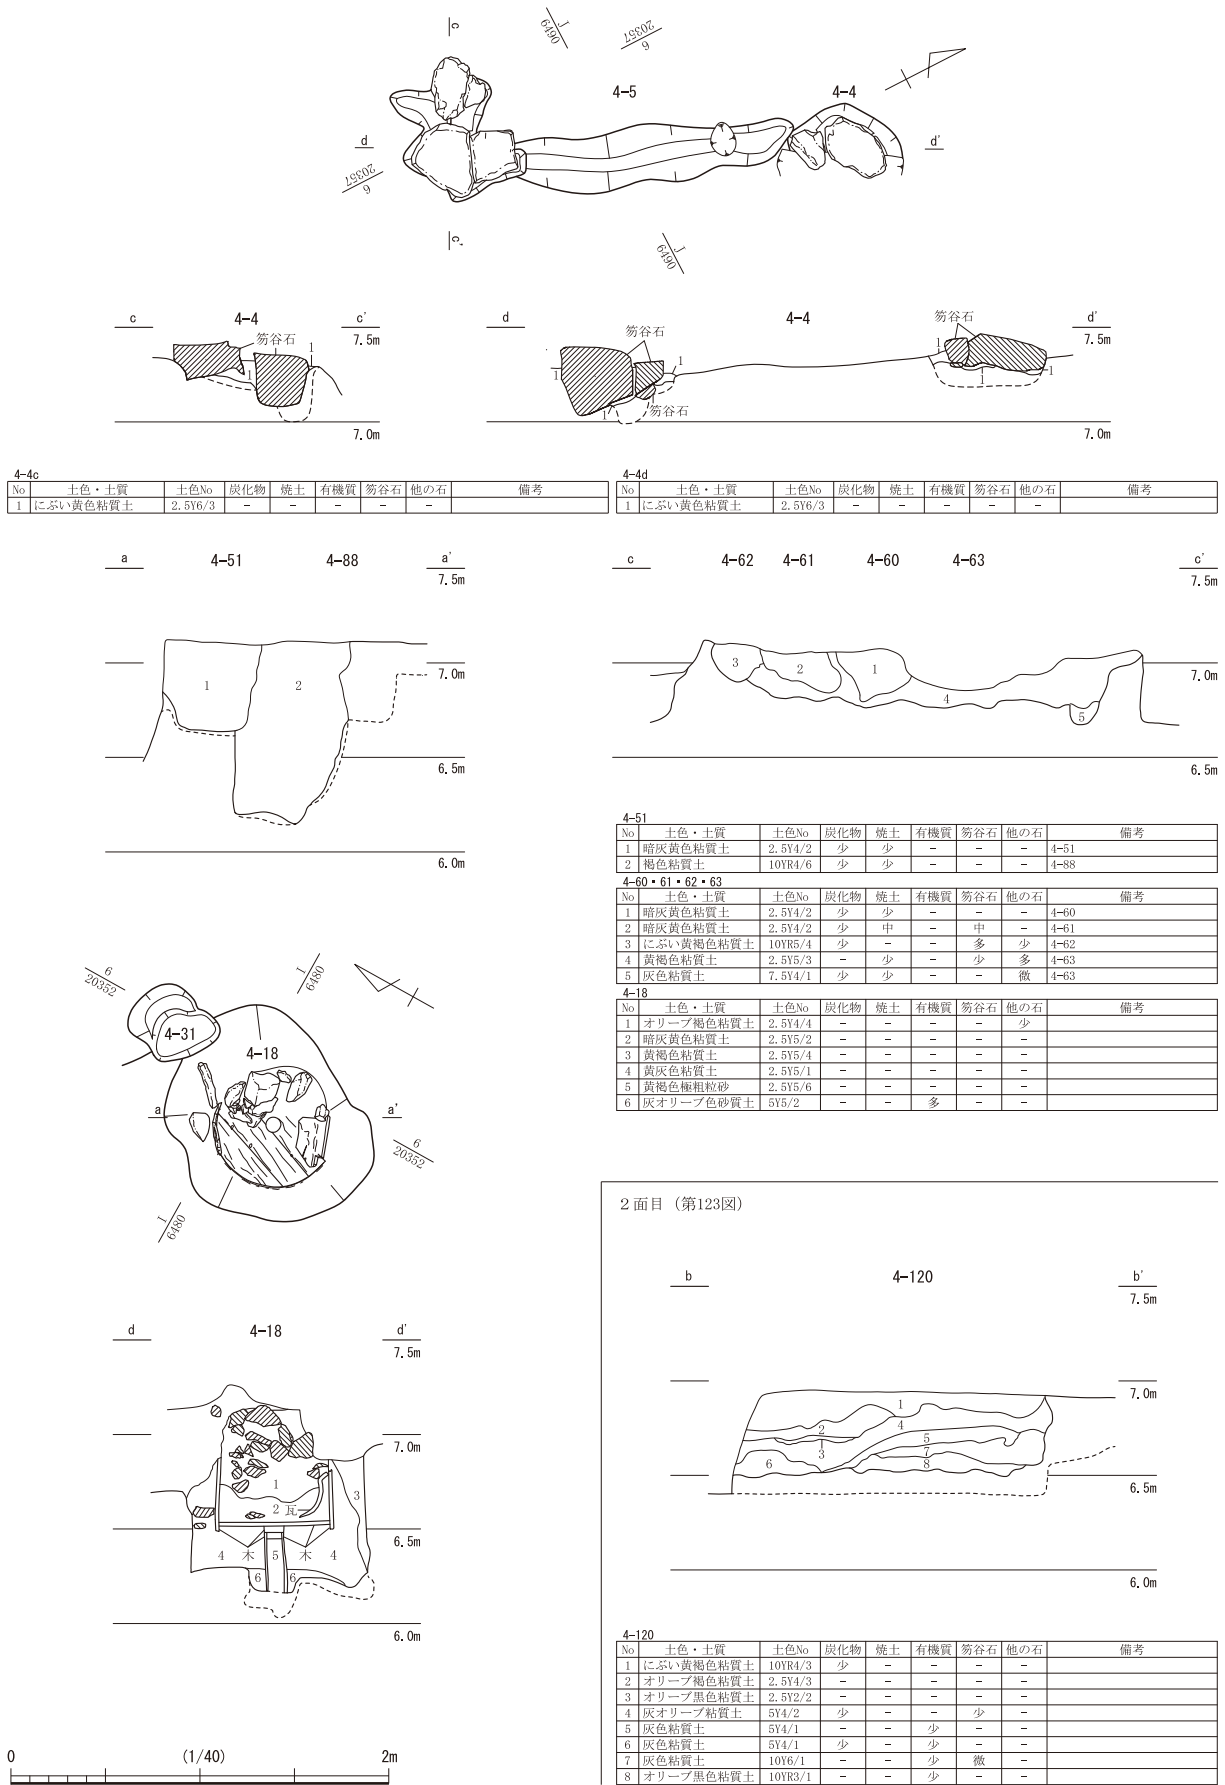 c
J
6490
20357
6
4-5
4-4
d
d'
20357
6
c'
J
6490
c 4-4 c'
7.5m
笏谷石
1
1
7.0m
d 4-4 d'
7.5m
笏谷石
笏谷石
1
1
1
1
1
1
笏谷石
7.0m
4-4c
No 土色・土質 土色No 炭化物 焼土 有機質 笏谷石 他の石 備考
1 にぶい黄色粘質土 2.5Y6/3 - - - - -
4-4d
No 土色・土質 土色No 炭化物 焼土 有機質 笏谷石 他の石 備考
1 にぶい黄色粘質土 2.5Y6/3 - - - - -
a 4-51 4-88 a'
7.5m
1 2
7.0m
6.5m
6.0m
c 4-62 4-61 4-60 4-63 c'
7.5m
3 2 1
7.0m
4
5
6.5m
4-51
No 土色・土質 土色No 炭化物 焼土 有機質 笏谷石 他の石 備考
1 暗灰黄色粘質土 2.5Y4/2 少 少 - - - 4-51
2 褐色粘質土 10YR4/6 少 少 - - - 4-88
4-60・61・62・63
No 土色・土質 土色No 炭化物 焼土 有機質 笏谷石 他の石 備考
1 暗灰黄色粘質土 2.5Y4/2 少 少 - - - 4-60
2 暗灰黄色粘質土 2.5Y4/2 少 中 - 中 - 4-61
3 にぶい黄褐色粘質土 10YR5/4 少 - - 多 少 4-62
4 黄褐色粘質土 2.5Y5/3 - 少 - 少 多 4-63
5 灰色粘質土 7.5Y4/1 少 少 - - 微 4-63
4-18
No 土色・土質 土色No 炭化物 焼土 有機質 笏谷石 他の石 備考
1 オリーブ褐色粘質土 2.5Y4/4 - - - - 少
2 暗灰黄色粘質土 2.5Y5/2 - - - - -
3 黄褐色粘質土 2.5Y5/4 - - - - -
4 黄灰色粘質土 2.5Y5/1 - - - - -
5 黄褐色極粗粒砂 2.5Y5/6 - - - - -
6 灰オリーブ色砂質土 5Y5/2 - - 多 - -
6
20352
I
6480
4-31
4-18
a
a'
6
20352
I
6480
d 4-18 d'
7.5m
7.0m
1
3
2 瓦
6.5m
4 木 5 木 4
6 6
6.0m
2面目（第123図）
b 4-120 b'
7.5m
7.0m
1
4
2
5
1
3
7
6
8
6.5m
6.0m
4-120
No 土色・土質 土色No 炭化物 焼土 有機質 笏谷石 他の石 備考
1 にぶい黄褐色粘質土 10YR4/3 少 - - - -
2 オリーブ褐色粘質土 2.5Y4/3 - - - - -
3 オリーブ黒色粘質土 2.5Y2/2 - - - - -
4 灰オリーブ粘質土 5Y4/2 少 - - 少 -
5 灰色粘質土 5Y4/1 - - 少 - -
6 灰色粘質土 5Y4/1 少 - 少 - -
7 灰色粘質土 10Y6/1 - - 少 微 -
8 オリーブ黒色粘質土 10YR3/1 - - 少 - -
0 (1/40) 2m